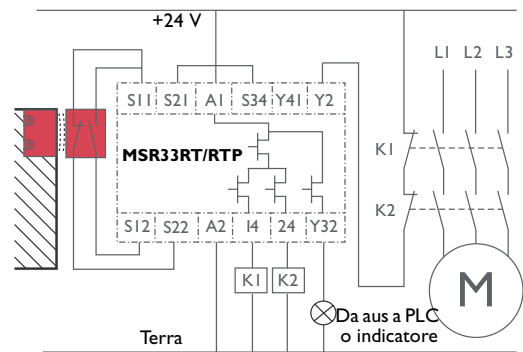 +24 V
L1 L2 L3
S11 S21 A1 S34 Y41 Y2
MSR33RT/RTP
K1
K2
S12 S22 A2 14 24 Y32
K1 K2
M
Da aus a PLC
o indicatore
Terra